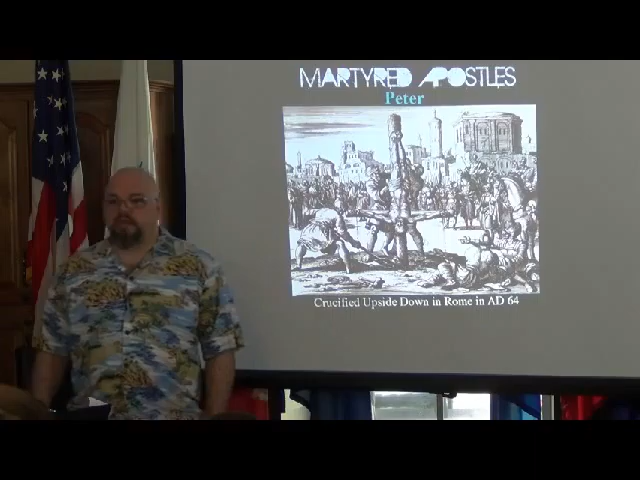 MARTYRED APOSTLES
Peter
Crucified Upside Down in Rome in AD 64